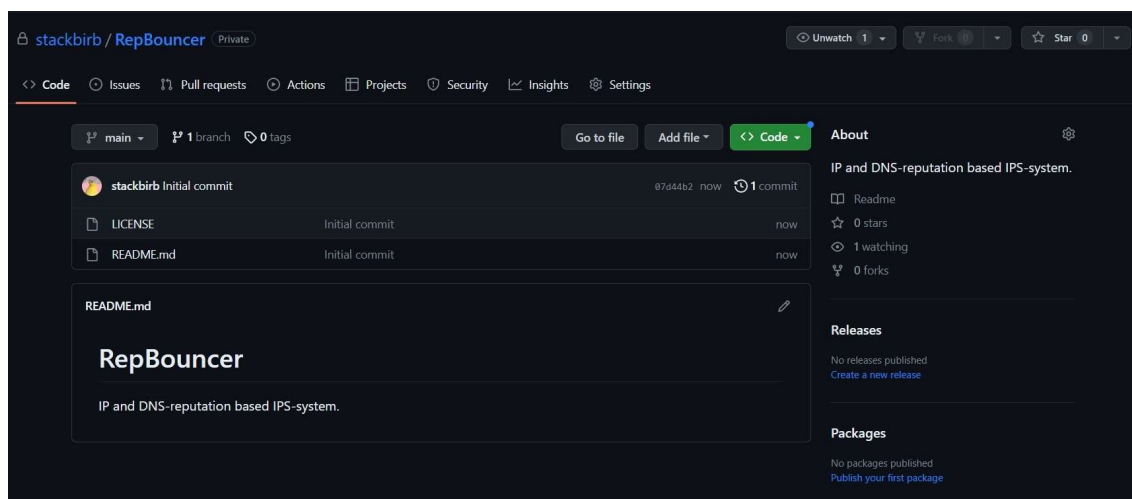 stackbirb / RepBouncer Private
Unwatch 1 Fork 0 Star 0
Code Issues Pull requests Actions Projects Security Insights Settings
main 1 branch 0 tags Go to file Add file Code
stackbirb Initial commit 07d44b2 now 1 commit
LICENSE Initial commit now
README.md Initial commit now
README.md
RepBouncer
IP and DNS-reputation based IPS-system.
About
IP and DNS-reputation based IPS-system.
Readme
0 stars
1 watching
0 forks
Releases
No releases published
Create a new release
Packages
No packages published
Publish your first package